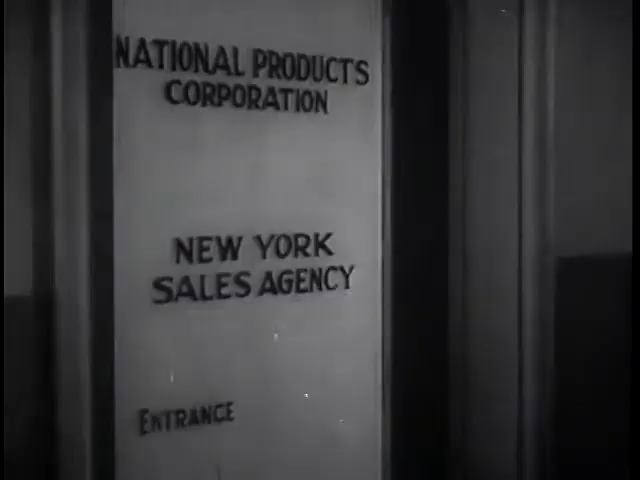 NATIONAL PRODUCTS
CORPORATION
NEW YORK
SALES AGENCY
ENTRANCE